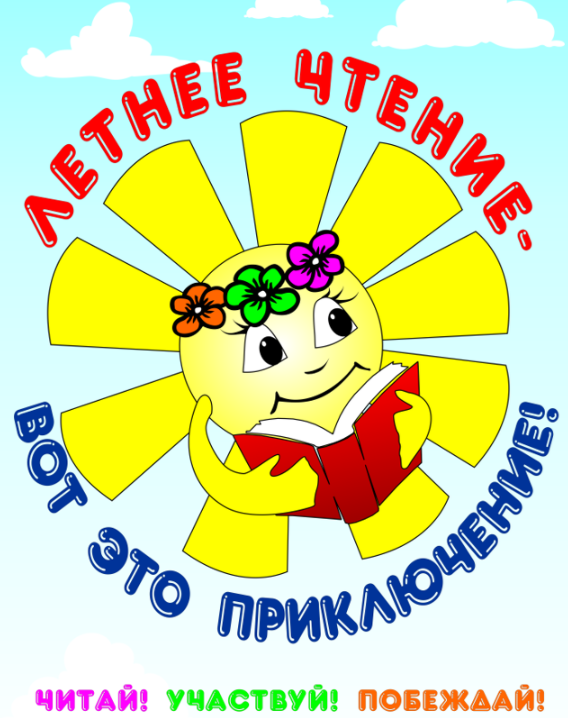 ЛЕТНЕЕ ЧТЕНИЕ-
ВОТ ЭТО ПРИКЛЮЧЕНИЕ!
ЧИТАЙ! УЧАСТВУЙ! ПОБЕЖДАЙ!